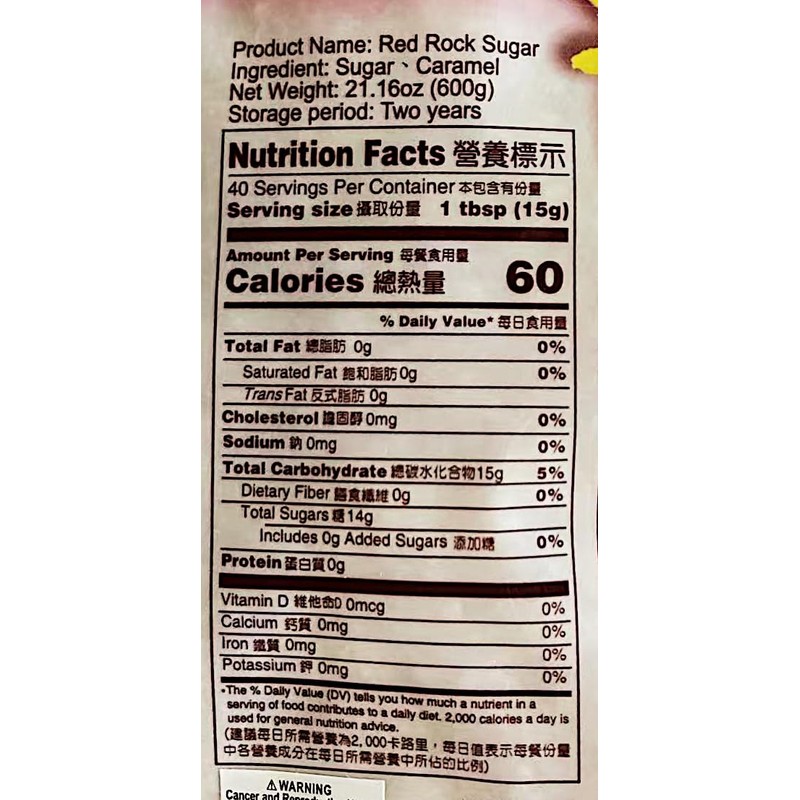 Product Name: Red Rock Sugar
Ingredient: Sugar、Caramel
Net Weight: 21.16oz (600g)
Storage period: Two years
Nutrition Facts 營養標示
40 Servings Per Container 本包含有份量
Serving size 攝取份量 1 tbsp (15g)
Amount Per Serving 每餐食用量
Calories 總熱量 60
% Daily Value* 每日食用量
Total Fat 總脂肪 0g 0%
Saturated Fat 飽和脂肪 0g 0%
Trans Fat 反式脂肪 0g
Cholesterol 膽固醇 0mg 0%
Sodium 鈉 0mg 0%
Total Carbohydrate 總碳水化合物 15g 5%
Dietary Fiber 膳食纖維 0g 0%
Total Sugars 糖 14g
Includes 0g Added Sugars 添加糖 0%
Protein 蛋白質 0g
Vitamin D 維他命D 0mcg 0%
Calcium 鈣質 0mg 0%
Iron 鐵質 0mg 0%
Potassium 鉀 0mg 0%
*The % Daily Value (DV) tells you how much a nutrient in a
serving of food contributes to a daily diet. 2,000 calories a day is
used for general nutrition advice.
(建議每日所需營養為2,000卡路里，每日值表示每餐份量
中各營養成分在每日所需營養中所佔的比例)
⚠WARNING
Cancer and